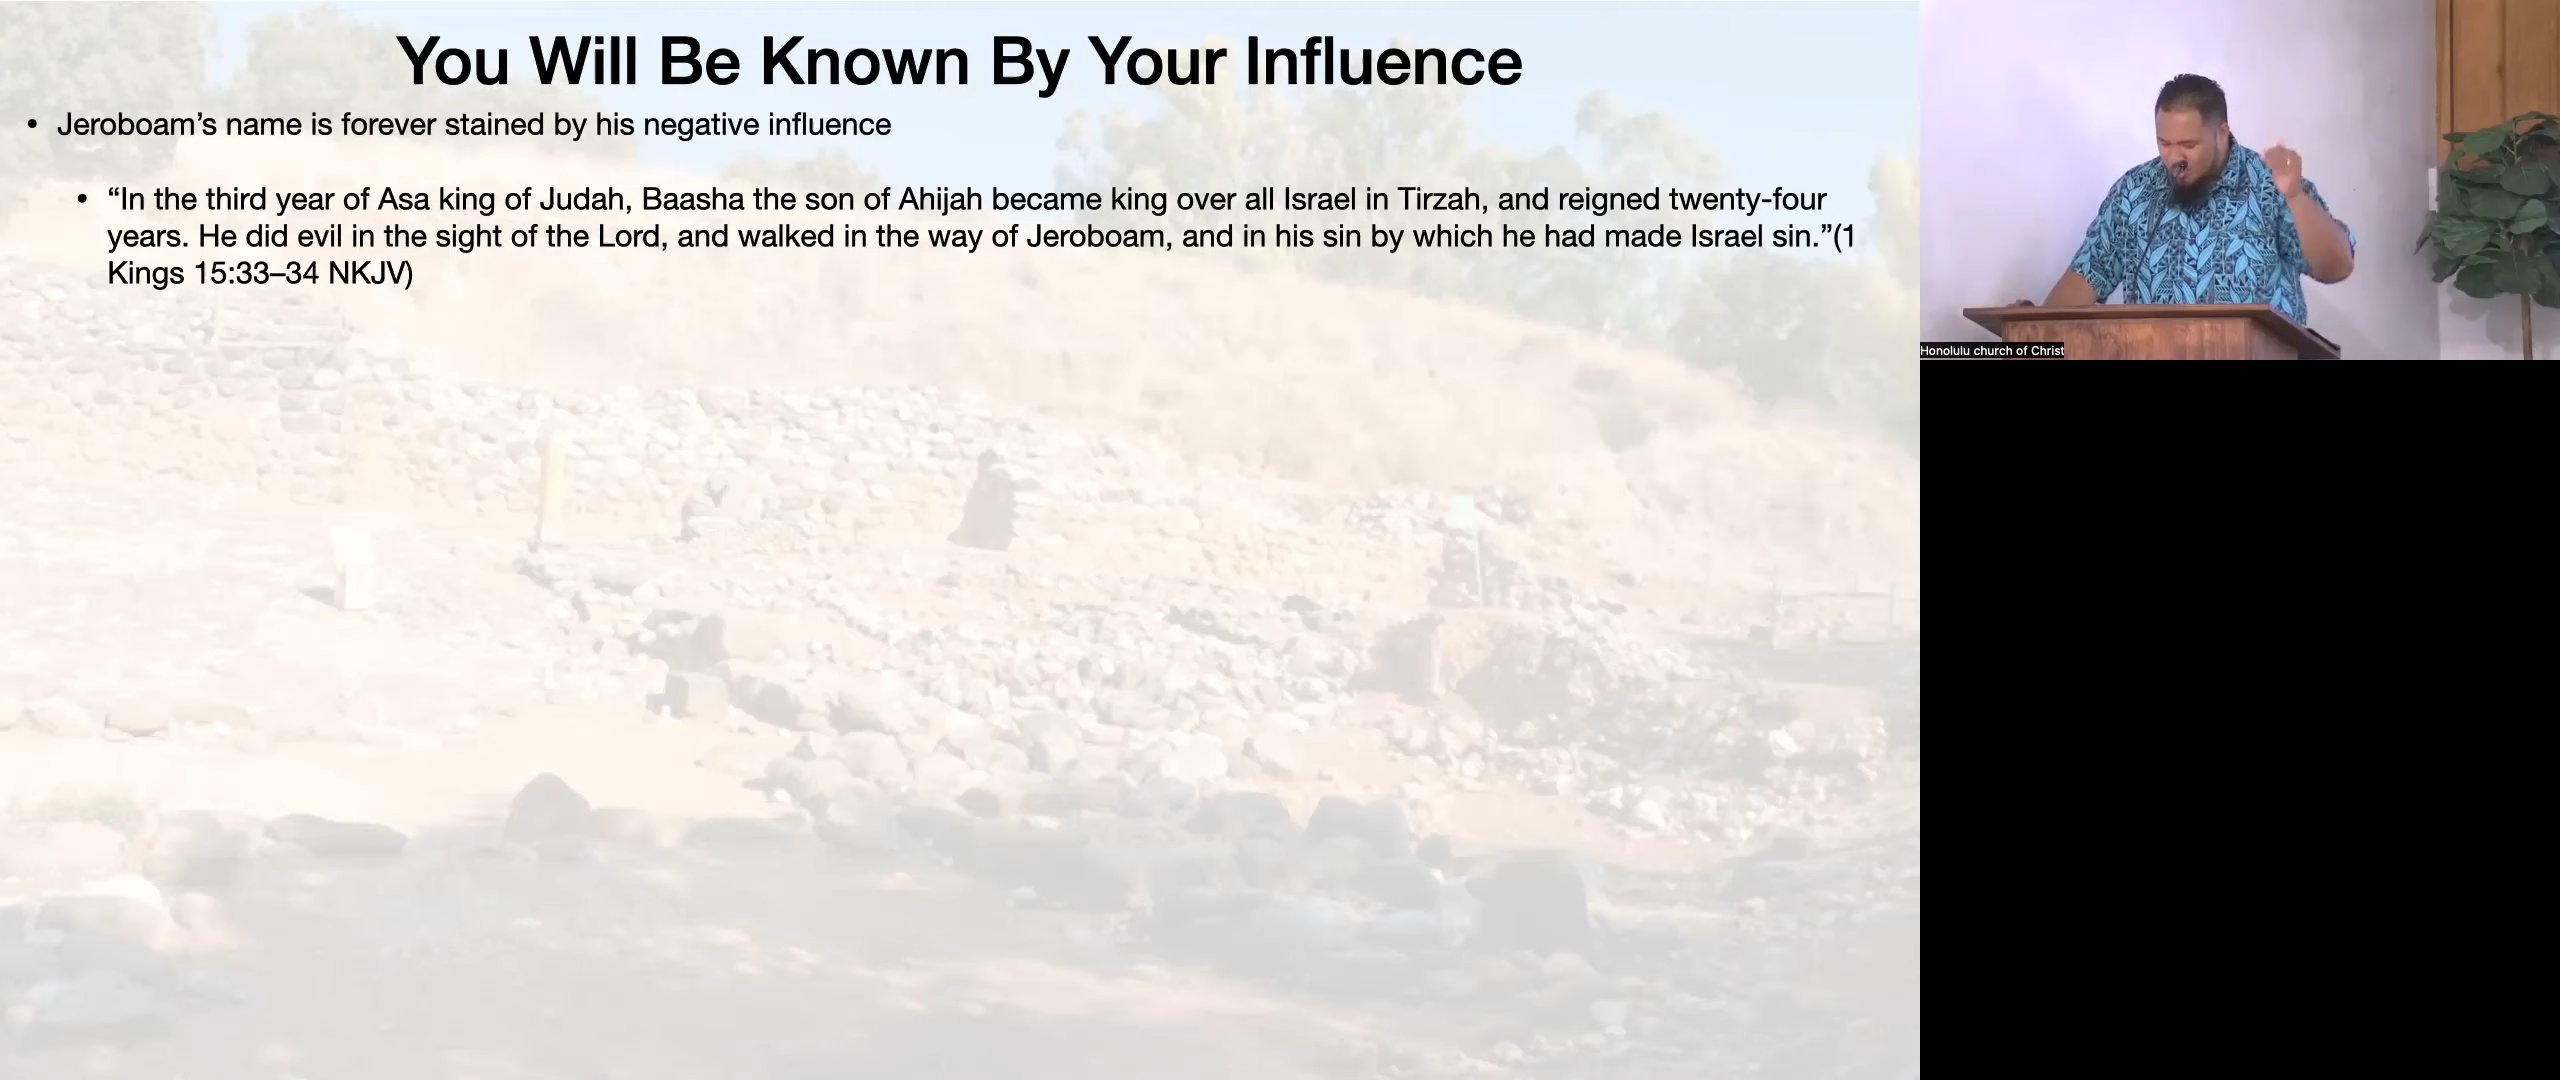 You Will Be Known By Your Influence
• Jeroboam’s name is forever stained by his negative influence
• “In the third year of Asa king of Judah, Baasha the son of Ahijah became king over all Israel in Tirzah, and reigned twenty-four
years. He did evil in the sight of the Lord, and walked in the way of Jeroboam, and in his sin by which he had made Israel sin.”(1
Kings 15:33–34 NKJV)
Honolulu church of Christ